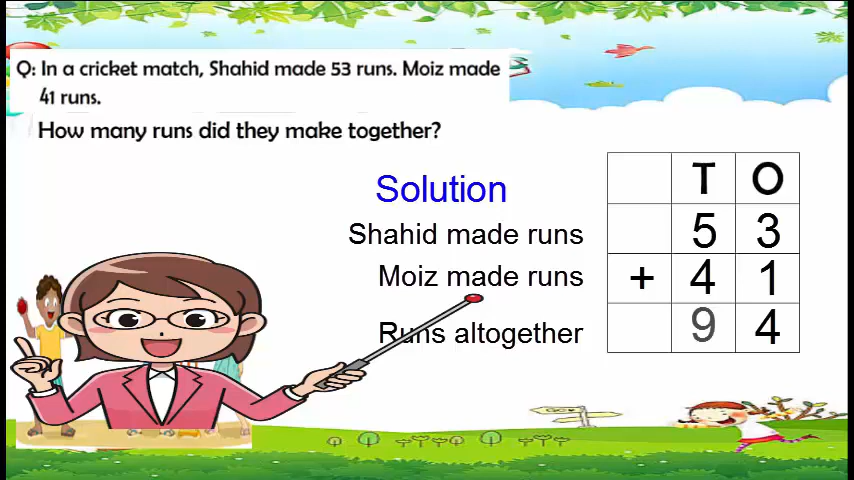 Q: In a cricket match, Shahid made 53 runs. Moiz made
41 runs.
How many runs did they make together?
Solution
T O
Shahid made runs 5 3
Moiz made runs + 4 1
Runs altogether 9 4